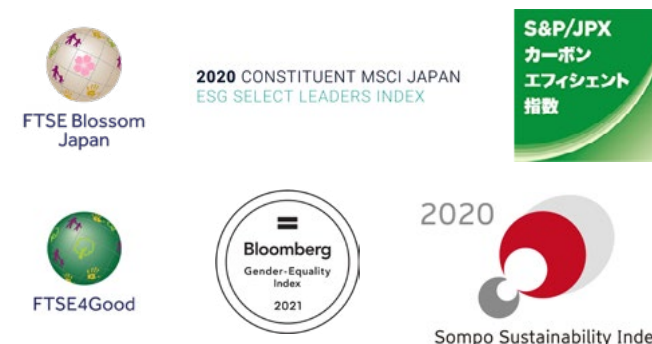 FTSE Blossom
Japan
2020 CONSTITUENT MSCI JAPAN
ESG SELECT LEADERS INDEX
S&P/JPX
カーボン
エフィシェント
指数
FTSE4Good
Bloomberg
Gender-Equality
Index
2021
2020
Sompo Sustainability Inde